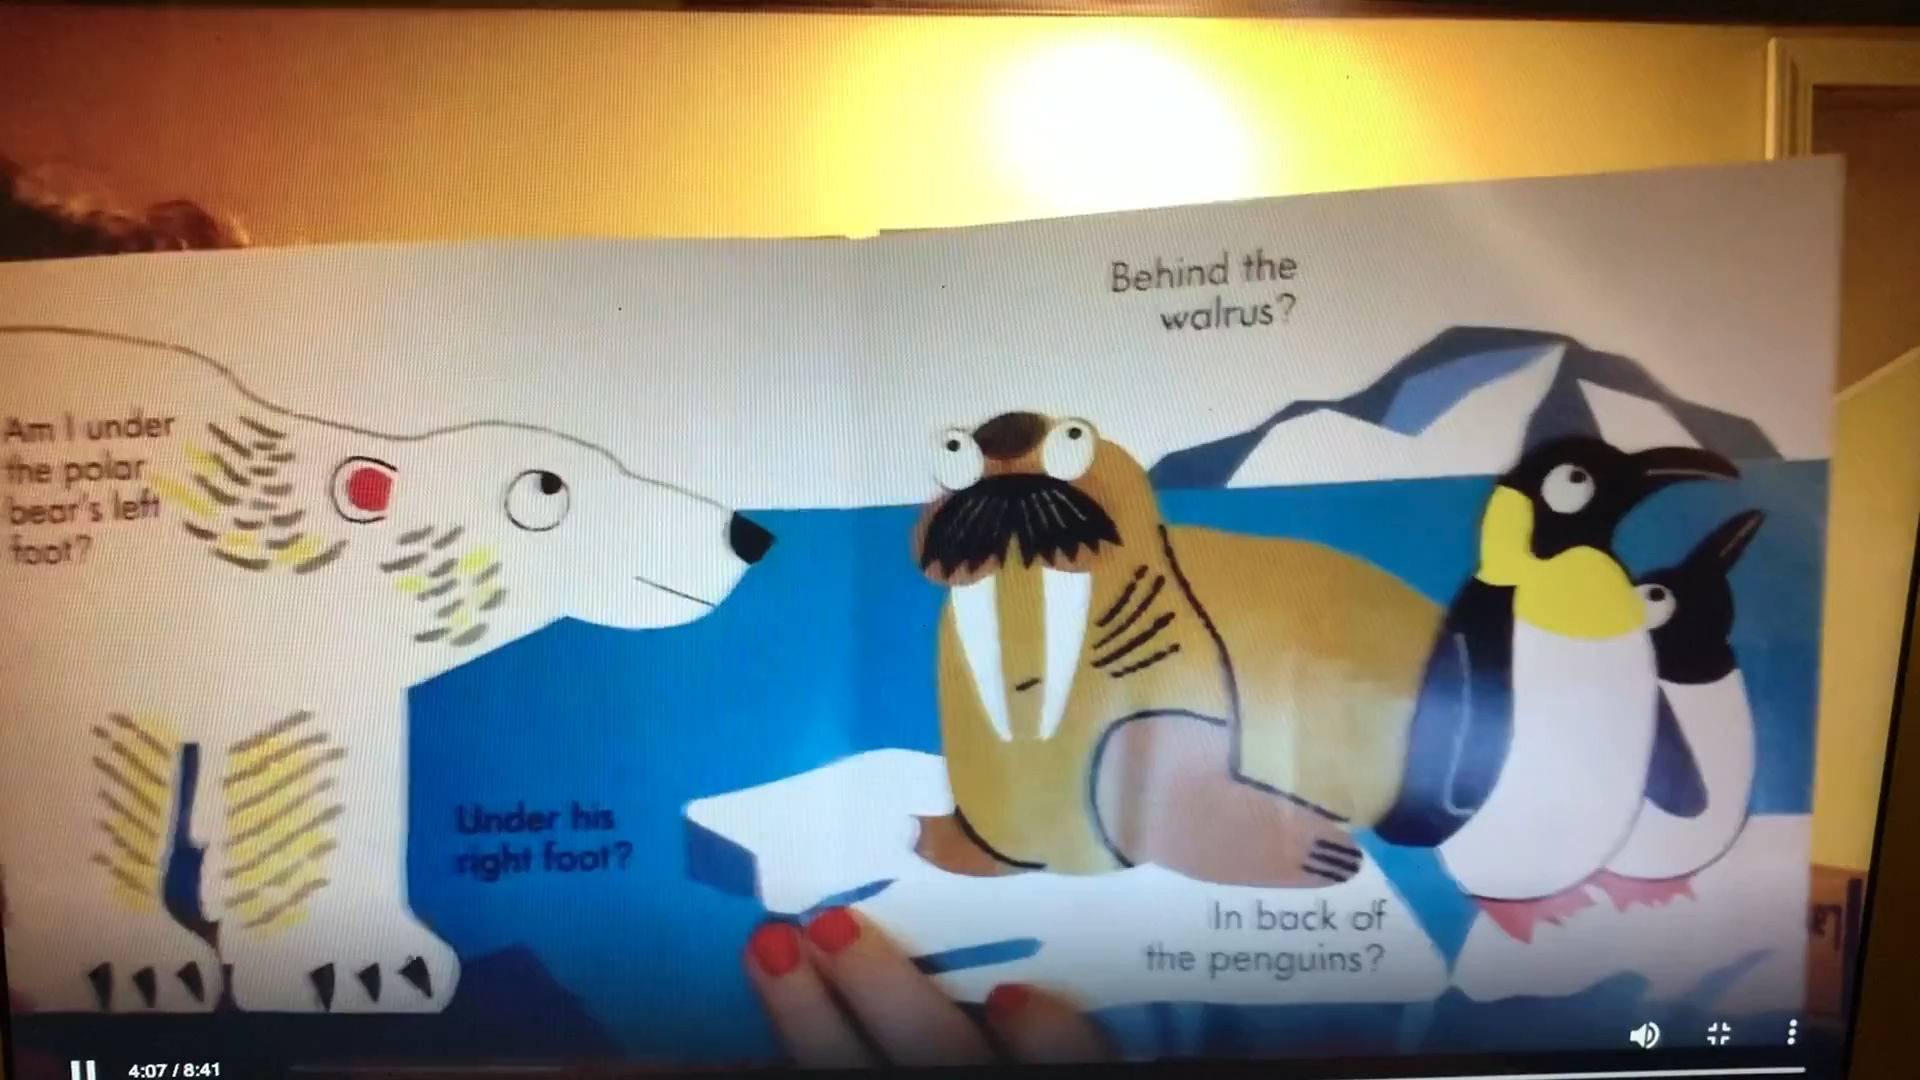 Am I under
the polar
bear's left
foot?
Under his
right foot?
Behind the
walrus?
In back of
the penguins?
4:07 / 8:41